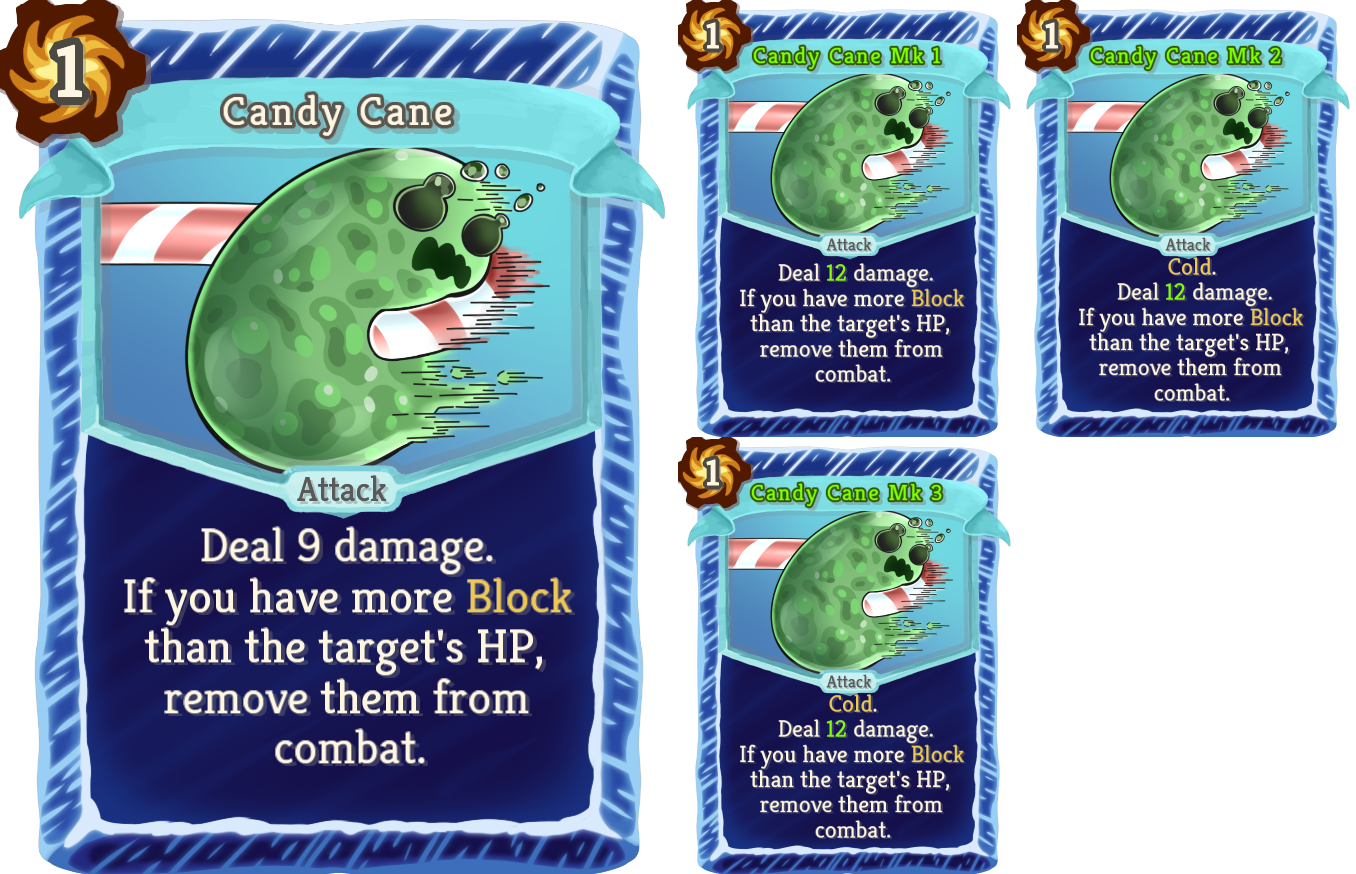 1
Candy Cane
Attack
Deal 9 damage.
If you have more Block
than the target's HP,
remove them from
combat.
1
Candy Cane Mk 1
Attack
Deal 12 damage.
If you have more Block
than the target's HP,
remove them from
combat.
1
Candy Cane Mk 2
Attack
Cold.
Deal 12 damage.
If you have more Block
than the target's HP,
remove them from
combat.
1
Candy Cane Mk 3
Attack
Cold.
Deal 12 damage.
If you have more Block
than the target's HP,
remove them from
combat.